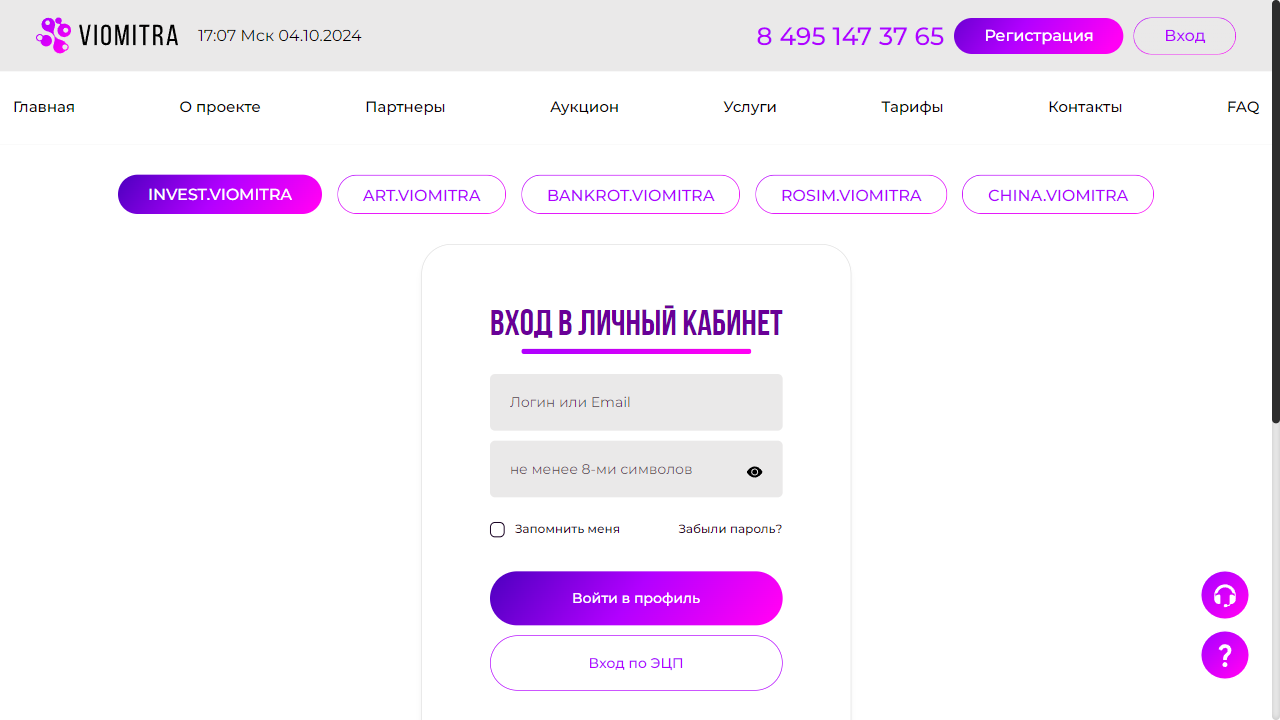 VIOMITRA
17:07 Мск 04.10.2024
8 495 147 37 65
Регистрация
Вход
Главная
О проекте
Партнеры
Аукцион
Услуги
Тарифы
Контакты
FAQ
INVEST.VIOMITRA
ART.VIOMITRA
BANKROT.VIOMITRA
ROSIM.VIOMITRA
CHINA.VIOMITRA
ВХОД В ЛИЧНЫЙ КАБИНЕТ
Логин или Email
не менее 8-ми символов
Запомнить меня
Забыли пароль?
Войти в профиль
Вход по ЭЦП
?